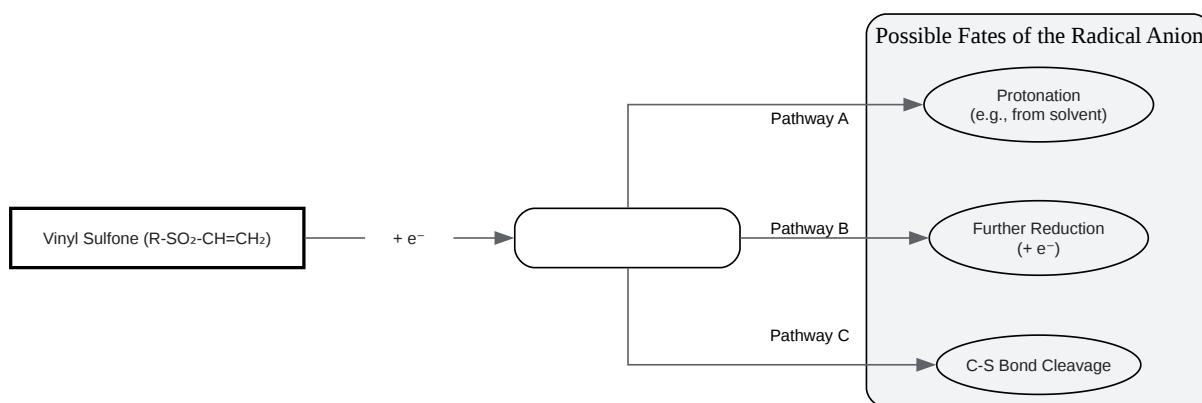 Possible Fates of the Radical Anion
Protonation
(e.g., from solvent)
Pathway A
Vinyl Sulfone (R-SO₂-CH=CH₂)
+ e⁻
Pathway B
Further Reduction
(+ e⁻)
Pathway C
C-S Bond Cleavage